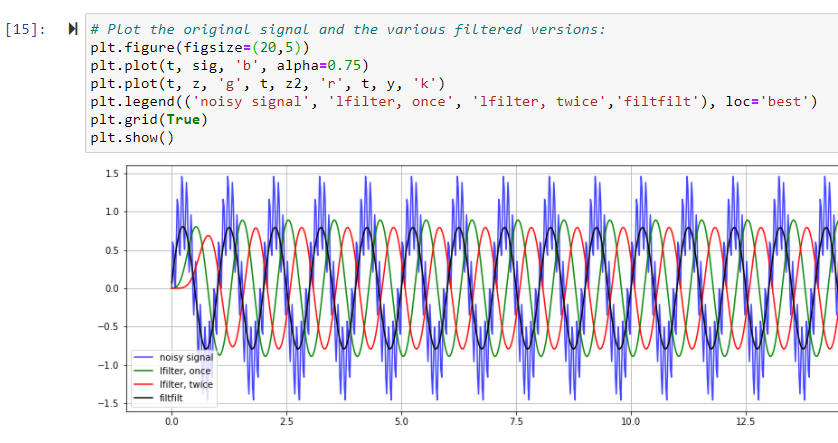 [15]:
# Plot the original signal and the various filtered versions:
plt.figure(figsize=(20,5))
plt.plot(t, sig, 'b', alpha=0.75)
plt.plot(t, z, 'g', t, z2, 'r', t, y, 'k')
plt.legend(('noisy signal', 'lfilter, once', 'lfilter, twice','filtfilt'), loc='best')
plt.grid(True)
plt.show()
1.5
1.0
0.5
0.0
−0.5
−1.0
−1.5
noisy signal
lfilter, once
lfilter, twice
filtfilt
0.0 2.5 5.0 7.5 10.0 12.5